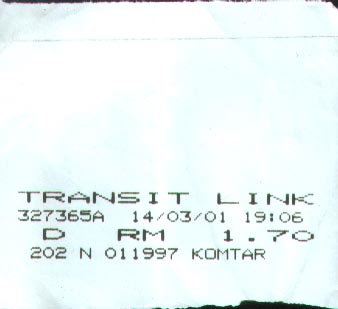 TRANSIT LINK
327365A 14/03/01 19:06
D RM 1.70
202 N 011997 KOMTAR